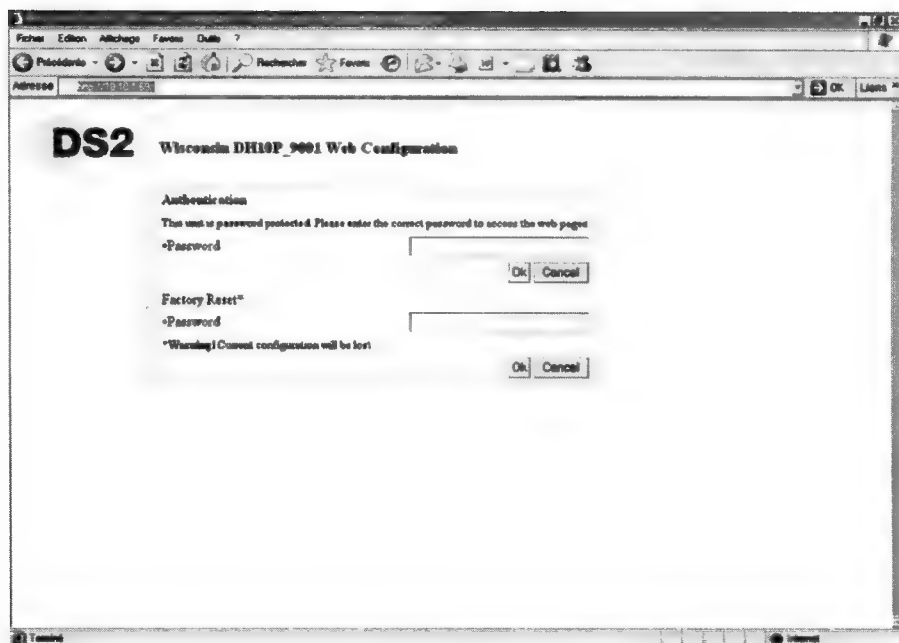 Fichier Edition Affichage Favoris Outils ?
Précédente Rechercher Favoris
Adresse OK Liens »
DS2 Wisconsin DH10P_9001 Web Configuration
Authentication
This unit is password protected. Please enter the correct password to access the web pages
•Password
Ok Cancel
Factory Reset*
•Password
*Warning! Current configuration will be lost
Ok Cancel
Terminé Internet